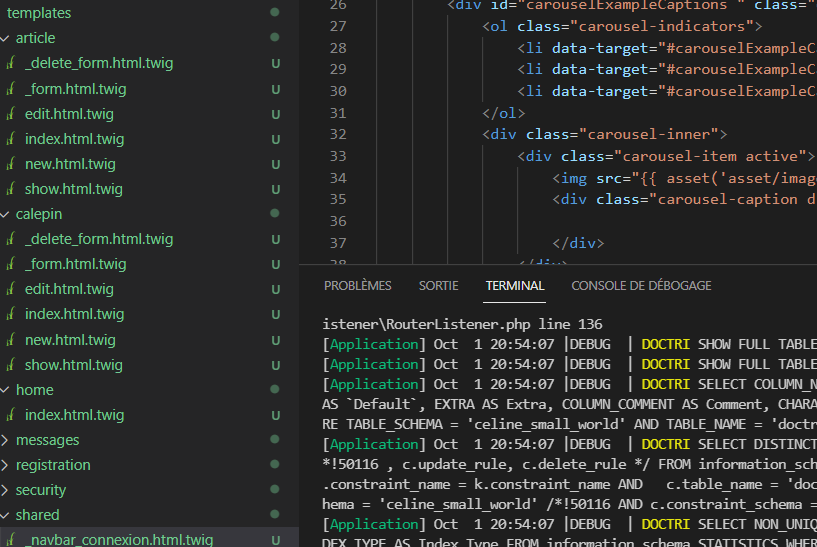 templates
article
_delete_form.html.twig U
_form.html.twig U
edit.html.twig U
index.html.twig U
new.html.twig U
show.html.twig U
calepin
_delete_form.html.twig U
_form.html.twig U
edit.html.twig U
index.html.twig U
new.html.twig U
show.html.twig U
home
index.html.twig U
messages
registration
security
shared
_navbar_connexion.html.twig U
26 <div id="carouselExampleCaptions " class="
27 <ol class="carousel-indicators">
28 <li data-target="#carouselExampleC
29 <li data-target="#carouselExampleC
30 <li data-target="#carouselExampleC
31 </ol>
32 <div class="carousel-inner">
33 <div class="carousel-item active">
34 <img src="{{ asset('asset/imag
35 <div class="carousel-caption d
36
37 </div>
38 </div>
PROBLÈMES SORTIE TERMINAL CONSOLE DE DÉBOGAGE
istener\RouterListener.php line 136
[Application] Oct 1 20:54:07 |DEBUG | DOCTRI SHOW FULL TABLE
[Application] Oct 1 20:54:07 |DEBUG | DOCTRI SHOW FULL TABLE
[Application] Oct 1 20:54:07 |DEBUG | DOCTRI SELECT COLUMN_N
AS `Default`, EXTRA AS Extra, COLUMN_COMMENT AS Comment, CHARA
RE TABLE_SCHEMA = 'celine_small_world' AND TABLE_NAME = 'doctr
[Application] Oct 1 20:54:07 |DEBUG | DOCTRI SELECT DISTINCT
*!50116 , c.update_rule, c.delete_rule */ FROM information_sch
.constraint_name = k.constraint_name AND c.table_name = 'doc
hema = 'celine_small_world' /*!50116 AND c.constraint_schema =
[Application] Oct 1 20:54:07 |DEBUG | DOCTRI SELECT NON_UNIQ
DEX_TYPE AS Index_Type FROM information_schema.STATISTICS WHER